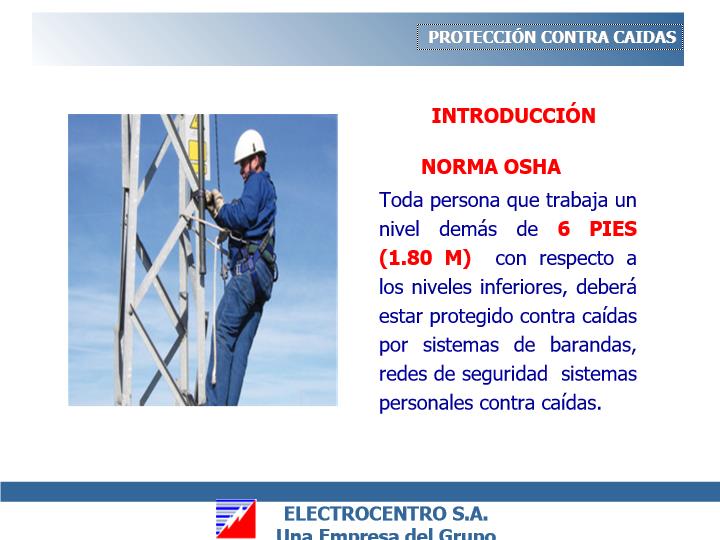 PROTECCIÓN CONTRA CAIDAS
INTRODUCCIÓN
NORMA OSHA
Toda persona que trabaja un
nivel demás de 6 PIES
(1.80 M) con respecto a
los niveles inferiores, deberá
estar protegido contra caídas
por sistemas de barandas,
redes de seguridad sistemas
personales contra caídas.
ELECTROCENTRO S.A.
Una Empresa del Grupo